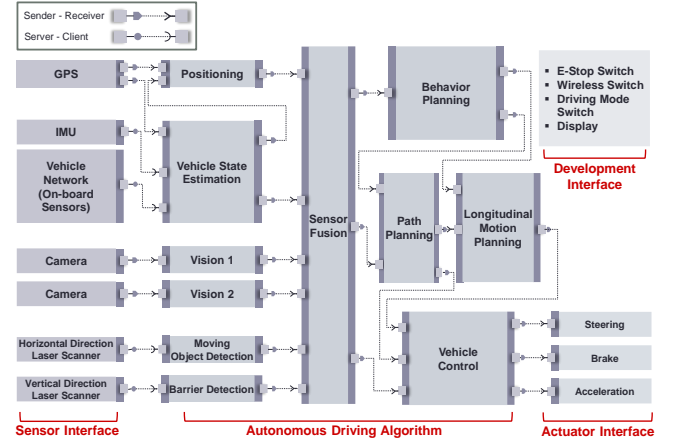 Sender - Receiver
Server - Client
GPS
Positioning
IMU
Vehicle
Network
(On-board
Sensors)
Vehicle State
Estimation
Camera
Vision 1
Camera
Vision 2
Horizontal Direction
Laser Scanner
Moving
Object Detection
Vertical Direction
Laser Scanner
Barrier Detection
Sensor
Fusion
Behavior
Planning
Path
Planning
Longitudinal
Motion
Planning
Vehicle
Control
▪ E-Stop Switch
▪ Wireless Switch
▪ Driving Mode
Switch
▪ Display
Development
Interface
Steering
Brake
Acceleration
Sensor Interface
Autonomous Driving Algorithm
Actuator Interface